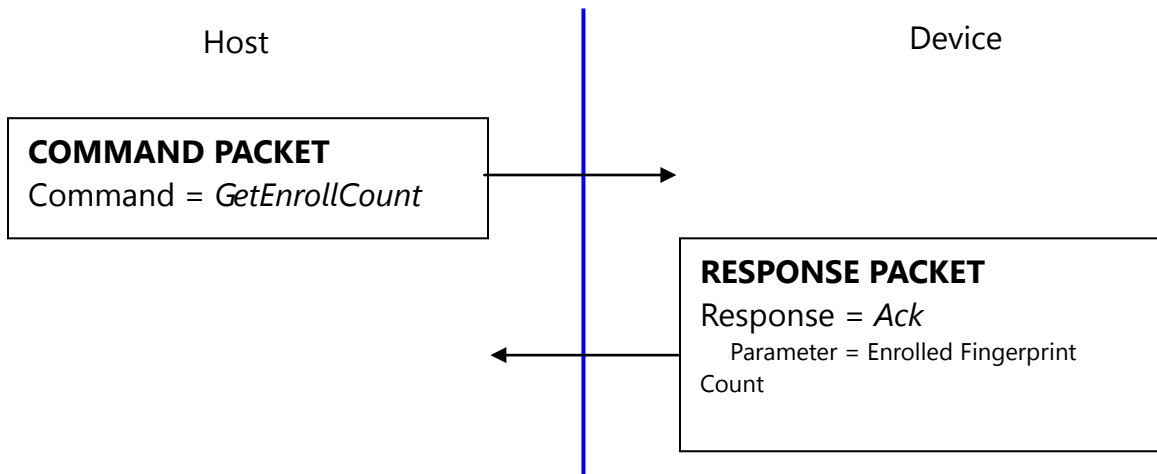 Host
Device
COMMAND PACKET
Command = GetEnrollCount
RESPONSE PACKET
Response = Ack
Parameter = Enrolled Fingerprint
Count